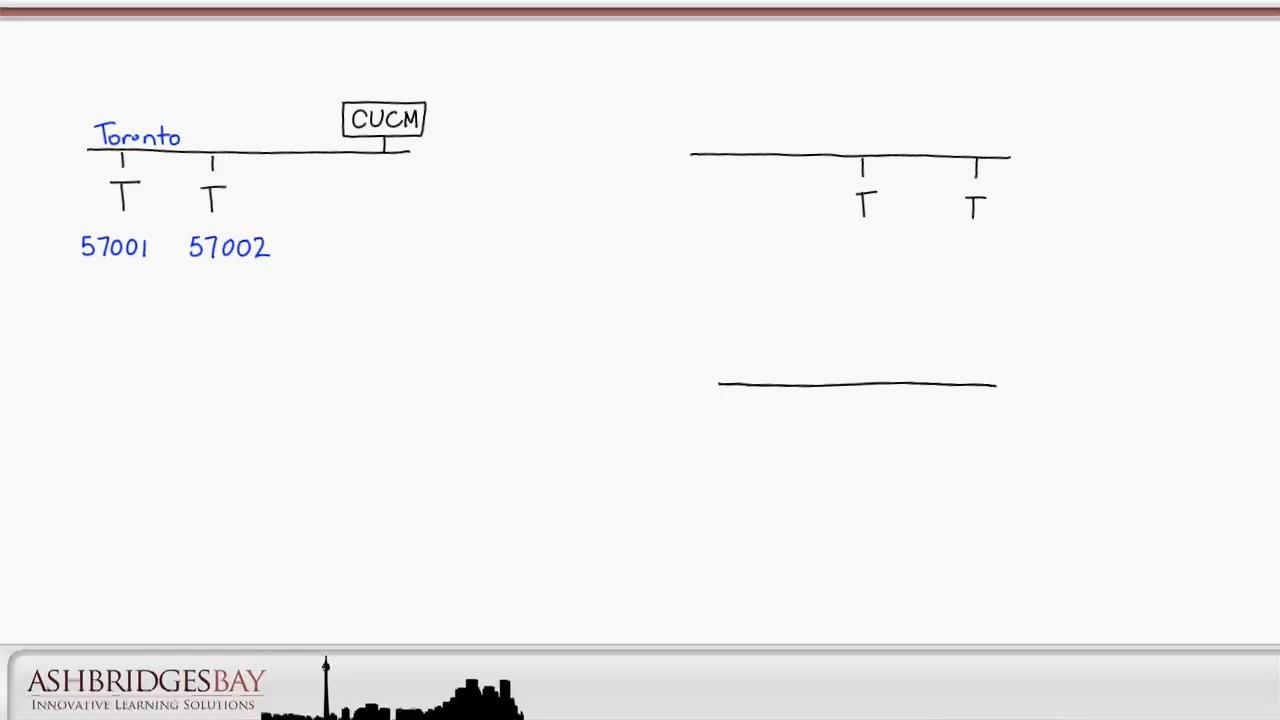 CUCM
Toronto
T T
T T
57001 57002
ASHBRIDGESBAY
INNOVATIVE LEARNING SOLUTIONS